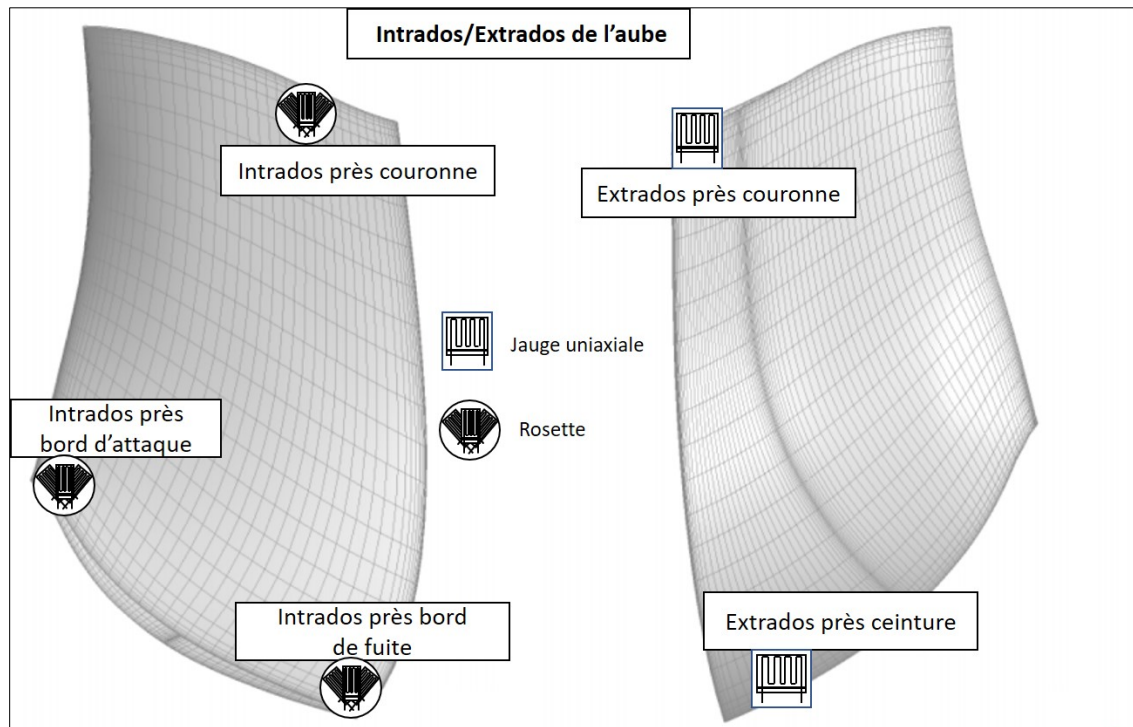 Intrados/Extrados de l’aube
Intrados près couronne
Extrados près couronne
Jauge uniaxiale
Intrados près
bord d’attaque
Rosette
Intrados près bord
de fuite
Extrados près ceinture